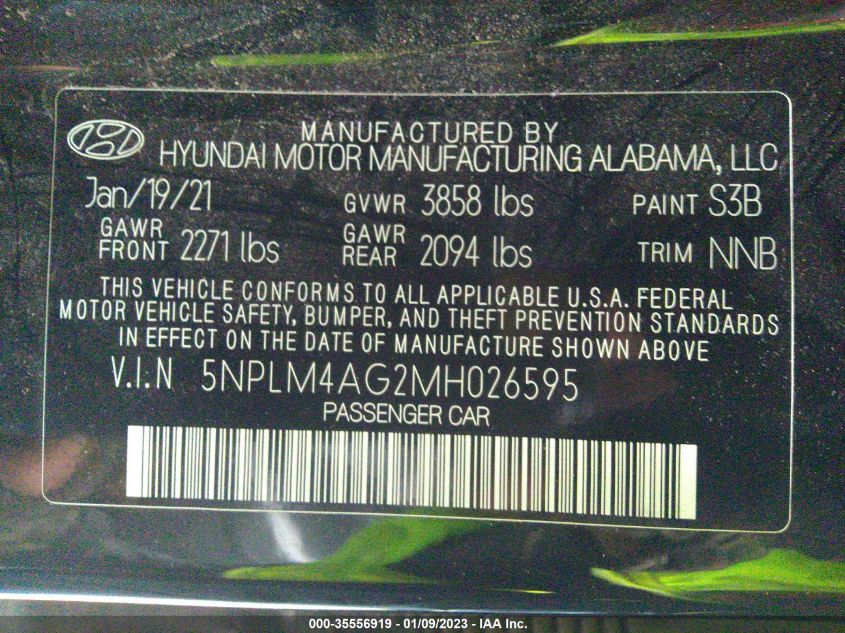 MANUFACTURED BY
HYUNDAI MOTOR MANUFACTURING ALABAMA, LLC
Jan/19/21 GVWR 3858 lbs PAINT S3B
GAWR FRONT 2271 lbs GAWR REAR 2094 lbs TRIM NNB
THIS VEHICLE CONFORMS TO ALL APPLICABLE U.S.A. FEDERAL
MOTOR VEHICLE SAFETY, BUMPER, AND THEFT PREVENTION STANDARDS
IN EFFECT ON THE DATE OF MANUFACTURE SHOWN ABOVE
V.I.N 5NPLM4AG2MH026595
PASSENGER CAR
000-35556919 - 01/09/2023 - IAA Inc.